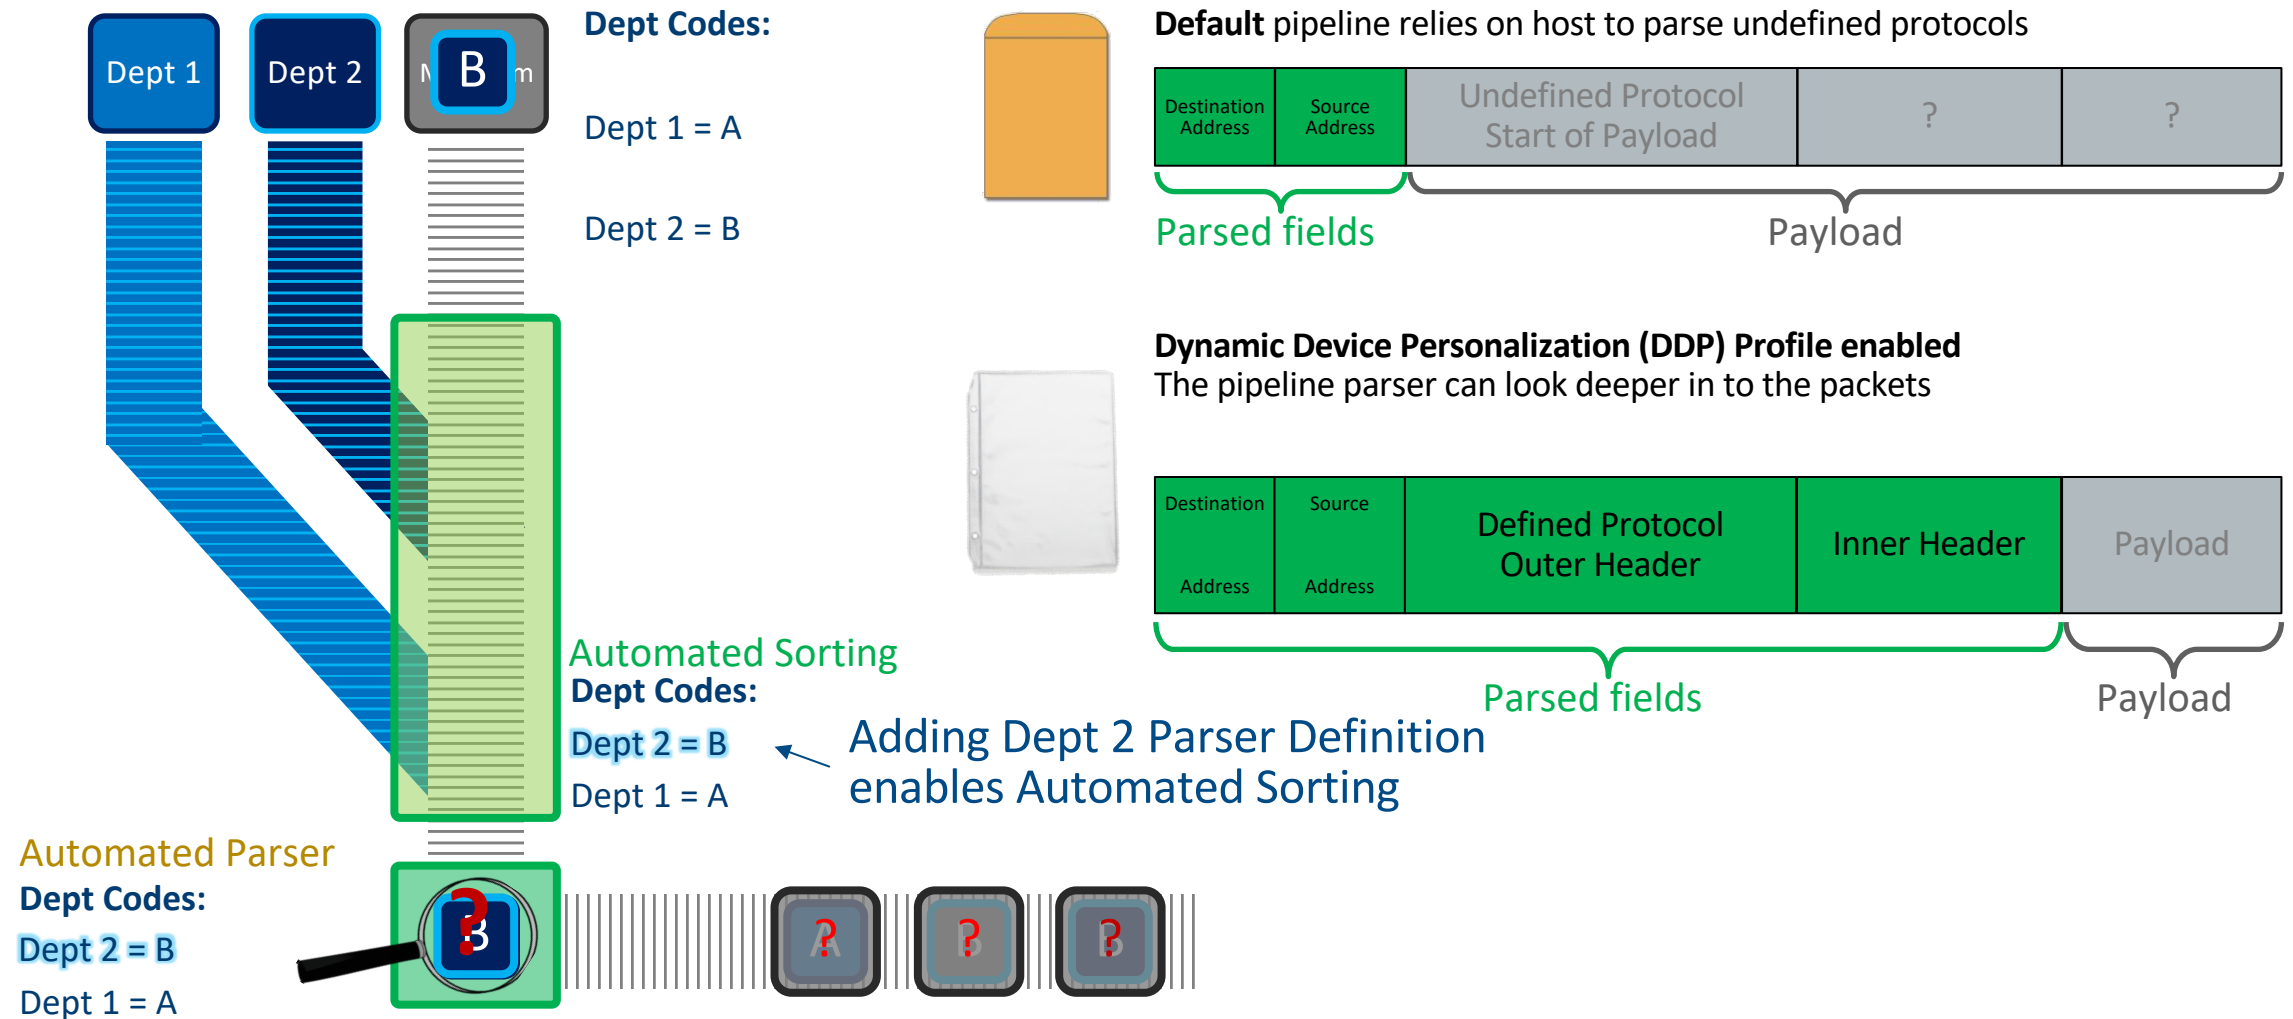 Dept 1
Dept 2
B
Dept Codes:
Dept 1 = A
Dept 2 = B
Default pipeline relies on host to parse undefined protocols
Destination
Address
Source
Address
Undefined Protocol
Start of Payload
?
?
Parsed fields
Payload
Dynamic Device Personalization (DDP) Profile enabled
The pipeline parser can look deeper in to the packets
Destination
Address
Source
Address
Defined Protocol
Outer Header
Inner Header
Payload
Parsed fields
Payload
Automated Sorting
Dept Codes:
Dept 2 = B
Dept 1 = A
Adding Dept 2 Parser Definition
enables Automated Sorting
Automated Parser
Dept Codes:
Dept 2 = B
Dept 1 = A
?
B
A
?
B
?
B
?